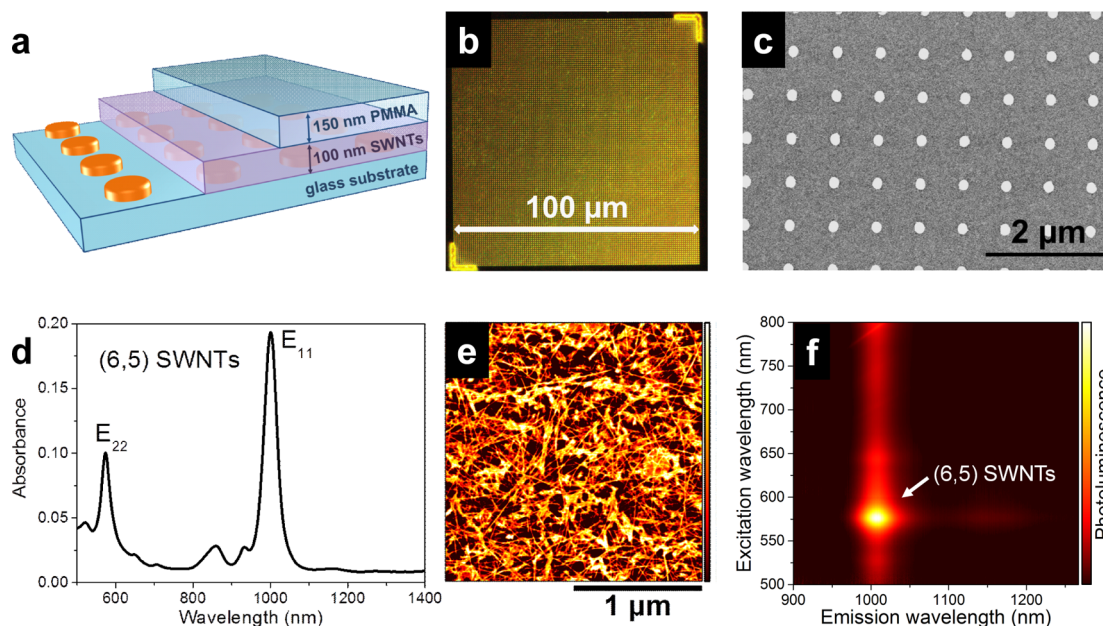 a
150 nm PMMA
100 nm SWNTs
glass substrate
b
100 µm
c
2 µm
d
(6,5) SWNTs
E11
E22
0.20
0.15
0.10
0.05
0.00
Absorbance
600
800
1000
1200
1400
Wavelength (nm)
e
1 µm
f
(6,5) SWNTs
800
750
700
650
600
550
500
Excitation wavelength (nm)
900
1000
1100
1200
Emission wavelength (nm)
Photoluminescence